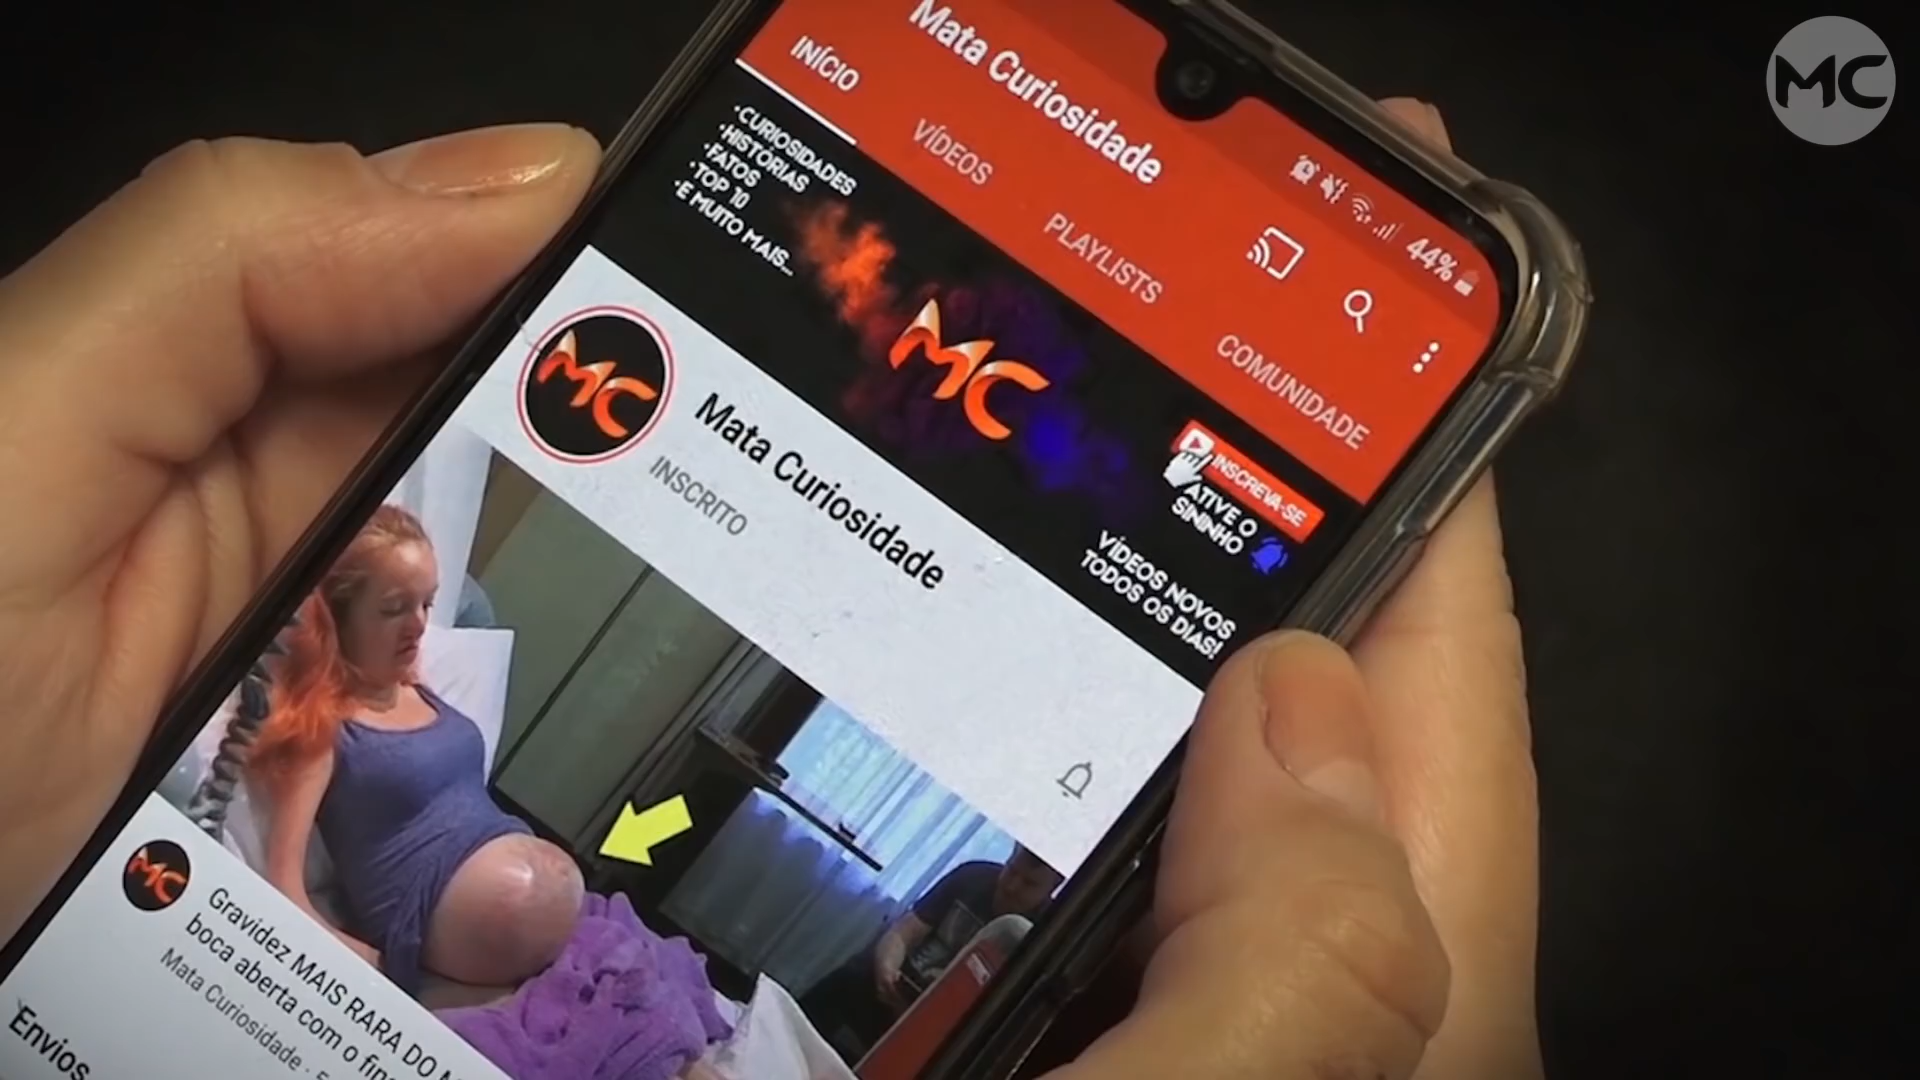 MC
Mata Curiosidade
44%
INÍCIO
VÍDEOS
PLAYLISTS
COMUNIDADE
•CURIOSIDADES
•HISTÓRIAS
•FATOS
•TOP 10
•E MUITO MAIS...
MC
INSCREVA-SE
ATIVE O
SININHO
VÍDEOS NOVOS
TODOS OS DIAS!
MC
Mata Curiosidade
INSCRITO
MC
Gravidez MAIS RARA DO
boca aberta com o
Mata Curiosidade ·
Envios